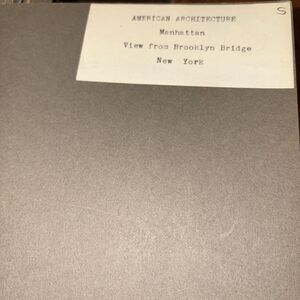 S
AMERICAN ARCHITECTURE
Manhattan
View from Brooklyn Bridge
New York